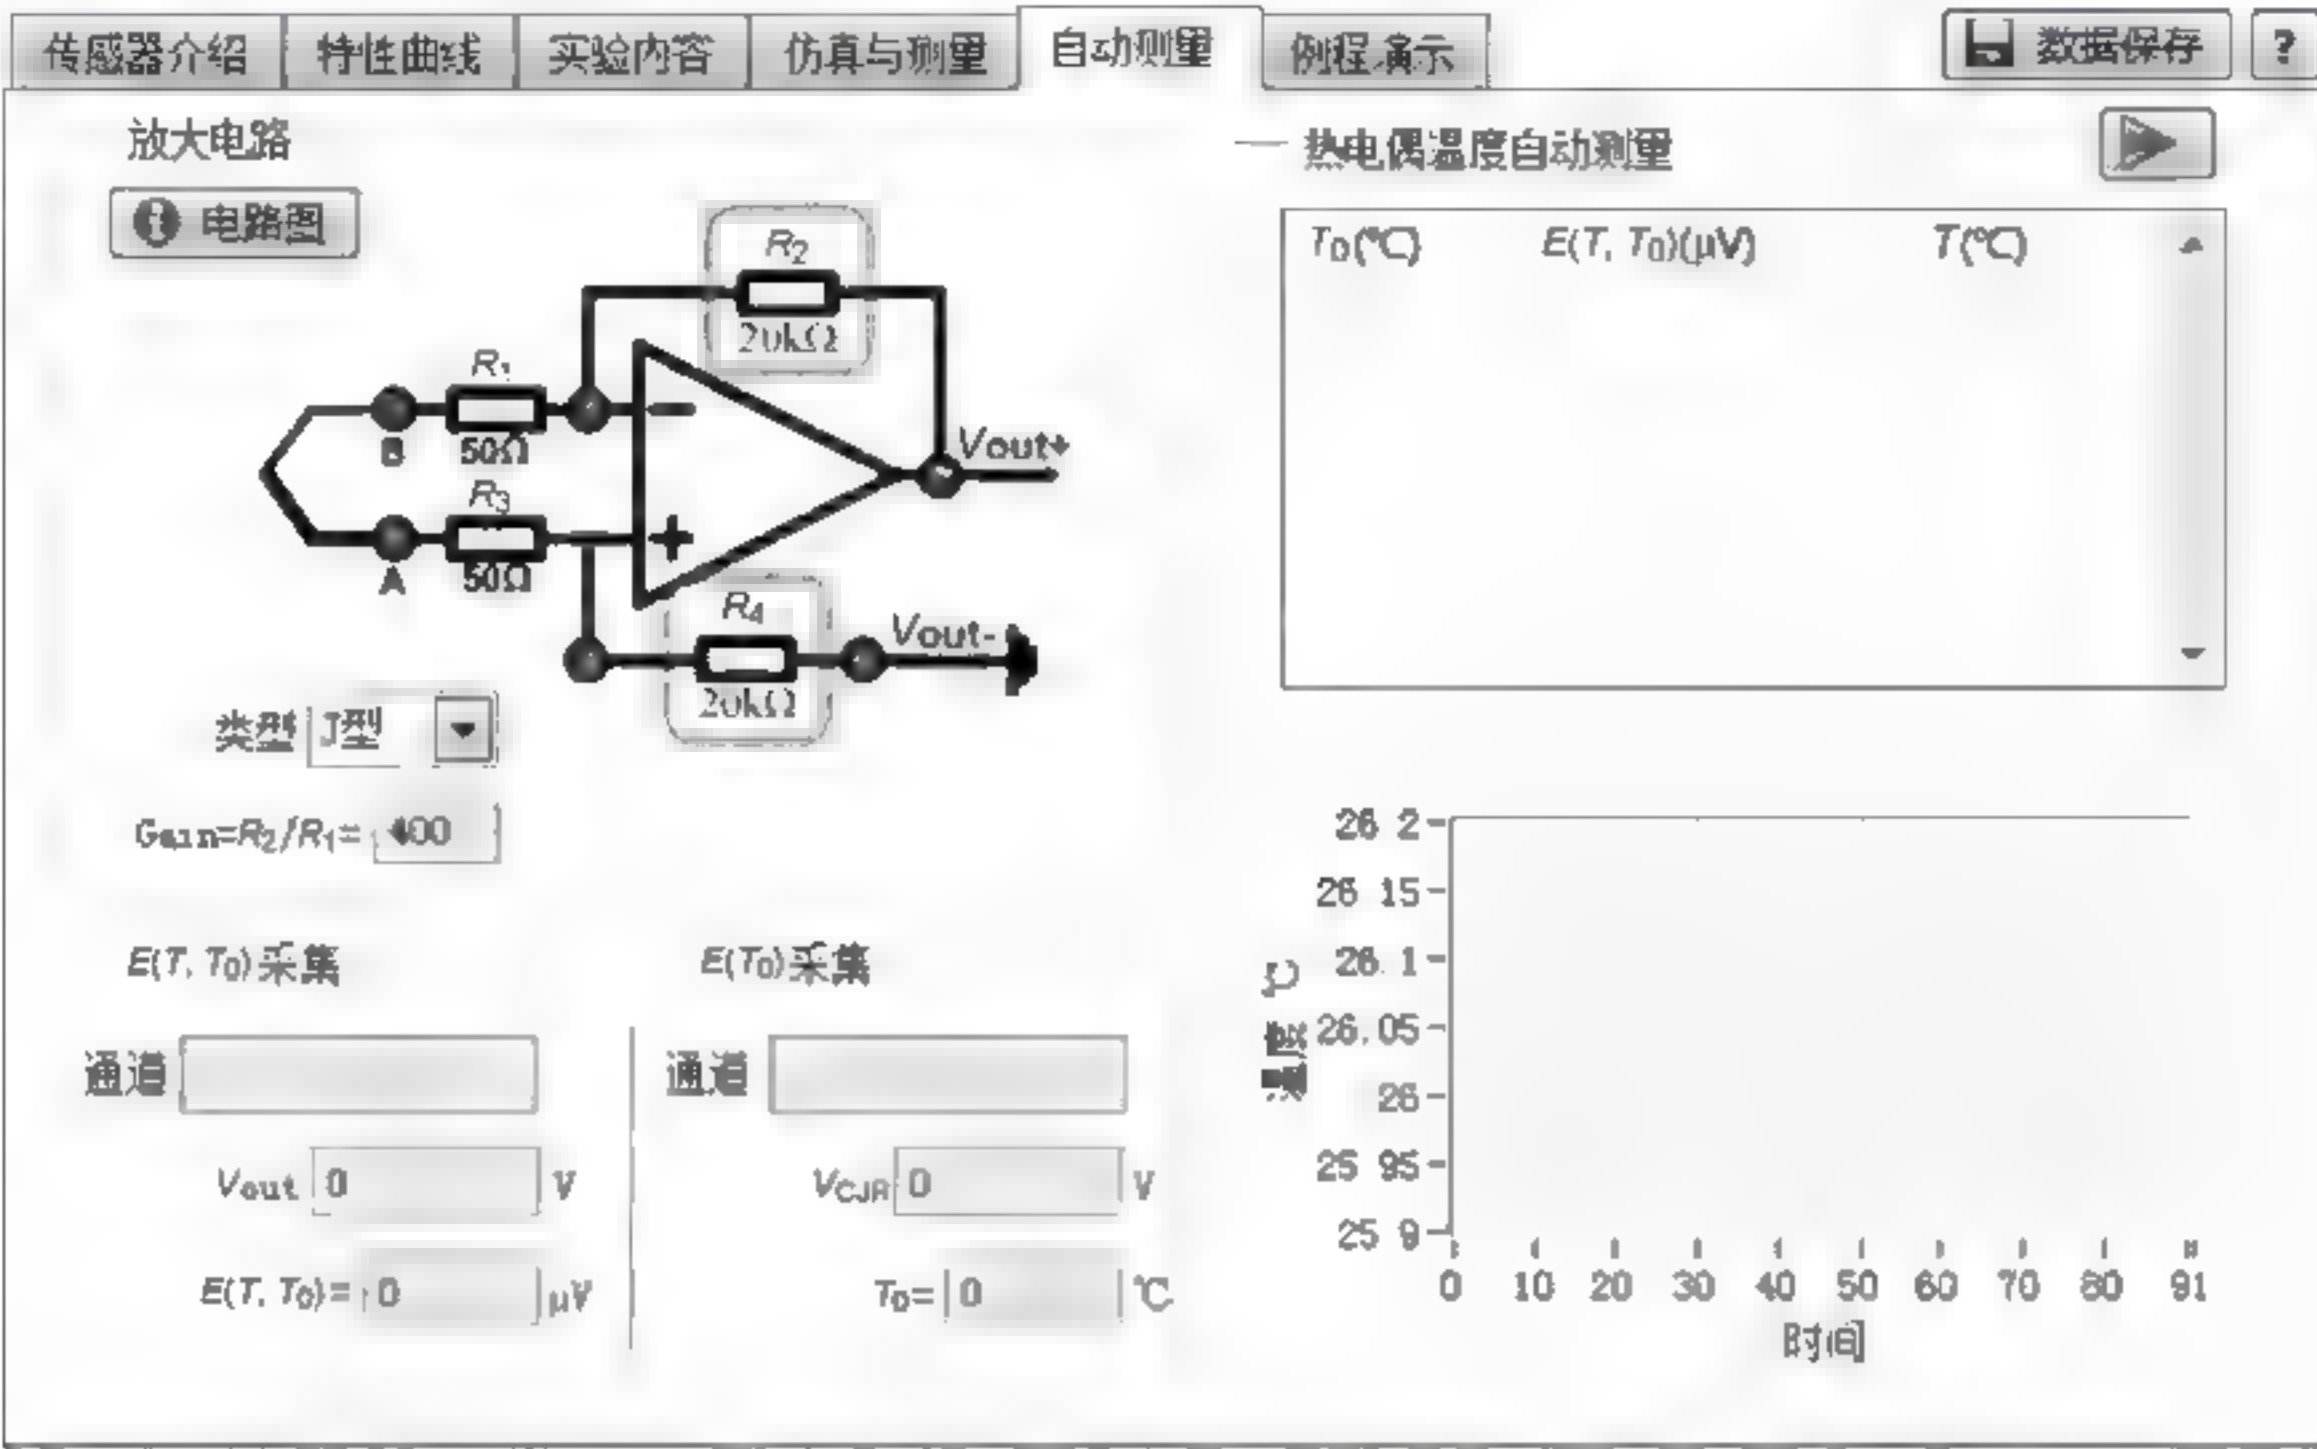 传感器介绍 特性曲线 实验内容 仿真与测量 自动测量 例程演示 数据保存 ?
放大电路
电路图
R2
20kΩ
R1
50Ω
B
R3
50Ω
A
Vout+
R4
20kΩ
Vout-
类型 J型
Gain=R2/R1= 400
E(T, T0)采集
通道
Vout 0 V
E(T, T0)= 0 μV
E(T0)采集
通道
VCJR 0 V
T0= 0 ℃
热电偶温度自动测量
T0(℃) E(T, T0)(μV) T(℃)
温度 ℃
26 2
26 15
26 1
26.05
26
25 95
25 9
0 10 20 30 40 50 60 70 80 91
时间